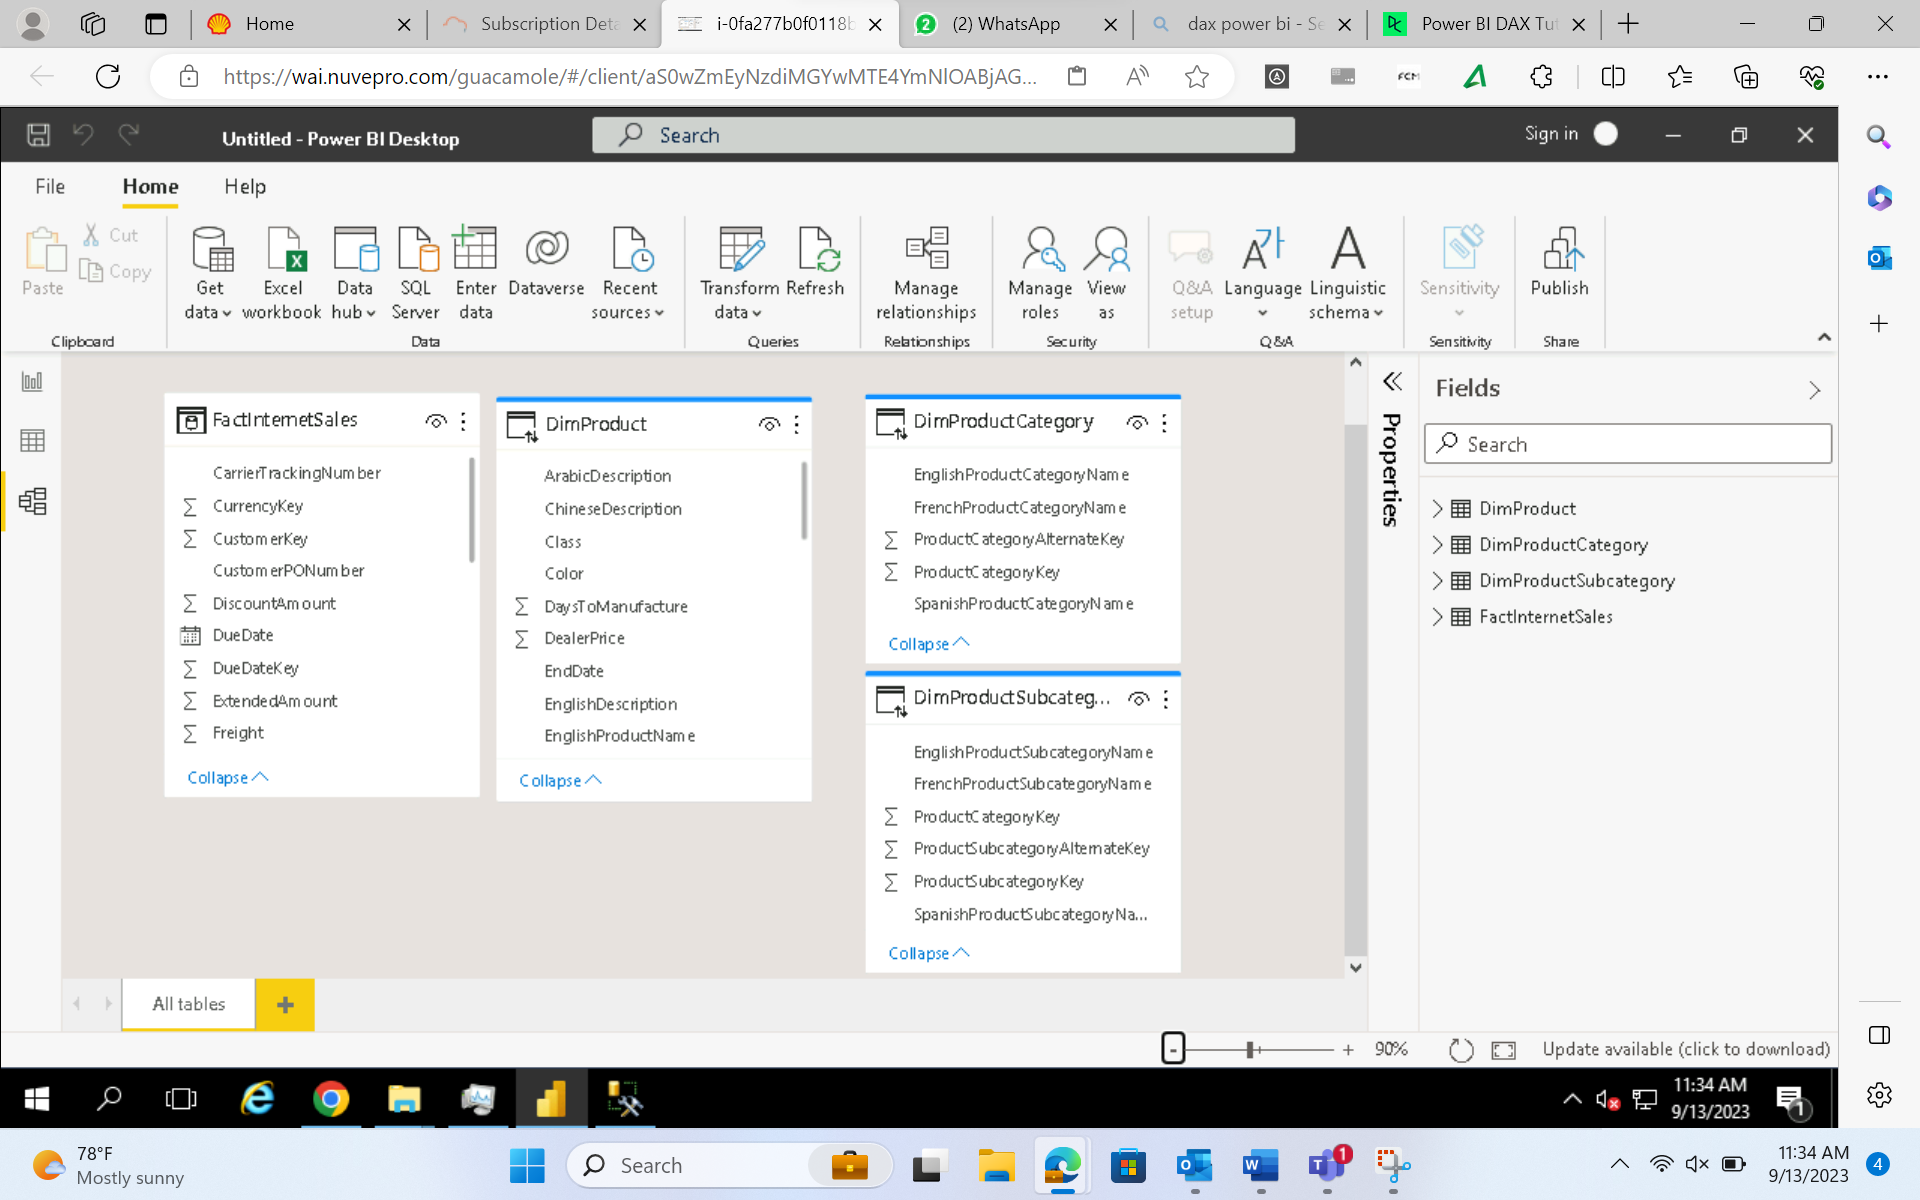 Home
Subscription Deta
i-0fa277b0f0118b
(2) WhatsApp
dax power bi - Se
Power BI DAX Tut
https://wai.nuvepro.com/guacamole/#/client/aS0wZmEyNzdiMGYwMTE4YmNlOABjAG...
FCM
Untitled - Power BI Desktop
Search
Sign in
File Home Help
Cut
Copy
Paste
Get data
Excel workbook
Data hub
SQL Server
Enter data
Dataverse
Recent sources
Transform data
Refresh
Manage relationships
Manage roles
View as
Q&A setup
Language
Linguistic schema
Sensitivity
Publish
Clipboard
Data
Queries
Relationships
Security
Q&A
Sensitivity
Share
FactInternetSales
CarrierTrackingNumber
CurrencyKey
CustomerKey
CustomerPONumber
DiscountAmount
DueDate
DueDateKey
ExtendedAmount
Freight
Collapse
DimProduct
ArabicDescription
ChineseDescription
Class
Color
DaysToManufacture
DealerPrice
EndDate
EnglishDescription
EnglishProductName
Collapse
DimProductCategory
EnglishProductCategoryName
FrenchProductCategoryName
ProductCategoryAlternateKey
ProductCategoryKey
SpanishProductCategoryName
Collapse
DimProductSubcateg...
EnglishProductSubcategoryName
FrenchProductSubcategoryName
ProductCategoryKey
ProductSubcategoryAlternateKey
ProductSubcategoryKey
SpanishProductSubcategoryNa...
Collapse
Properties
Fields
Search
DimProduct
DimProductCategory
DimProductSubcategory
FactInternetSales
All tables
90%
Update available (click to download)
11:34 AM
9/13/2023
1
78°F
Mostly sunny
Search
1
11:34 AM
9/13/2023
4